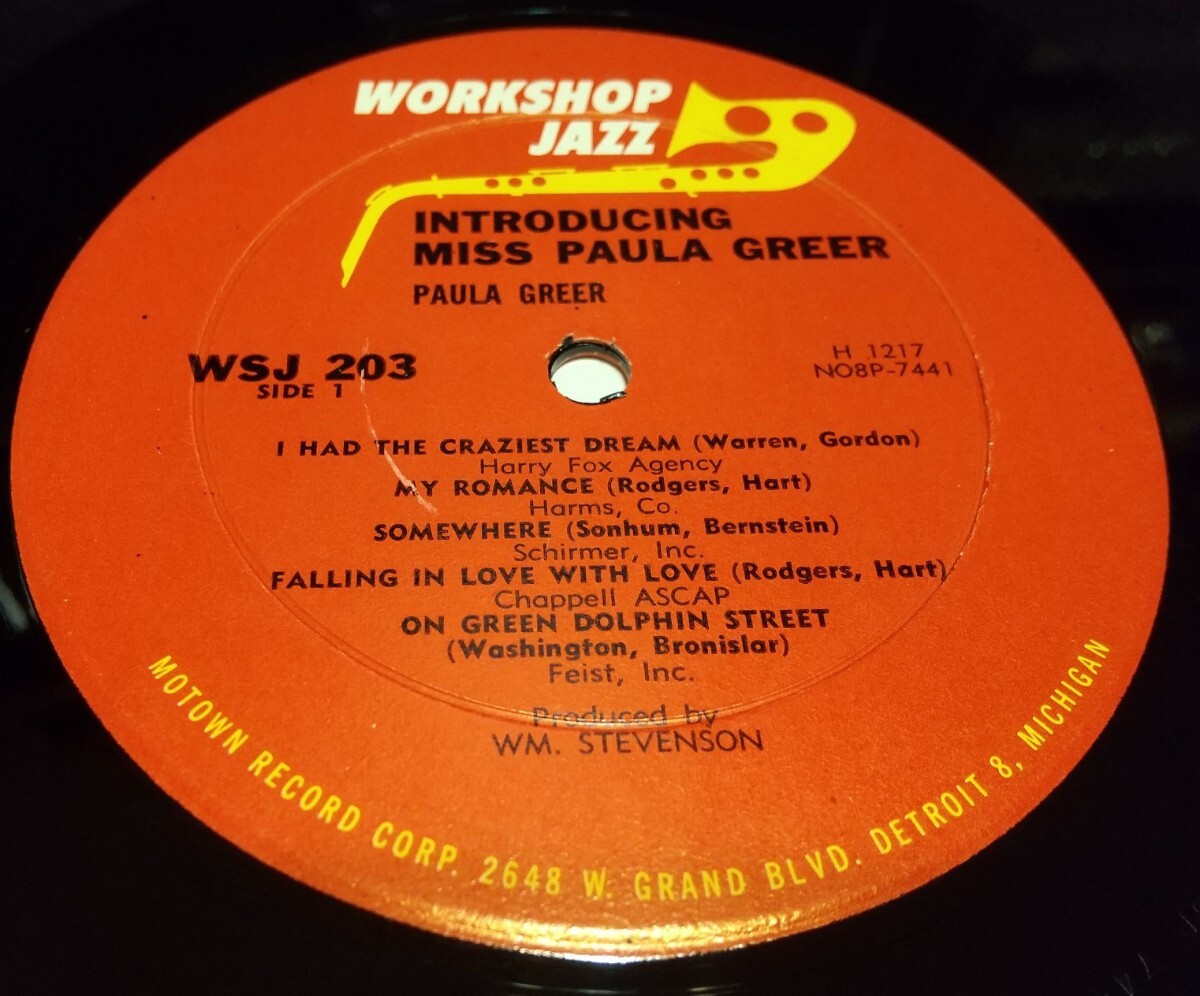 WORKSHOP
JAZZ
INTRODUCING
MISS PAULA GREER
PAULA GREER
WSJ 203
SIDE 1
H 1217
NO8P-7441
I HAD THE CRAZIEST DREAM (Warren, Gordon)
Harry Fox Agency
MY ROMANCE (Rodgers, Hart)
Harms, Co.
SOMEWHERE (Sonhum, Bernstein)
Schirmer, Inc.
FALLING IN LOVE WITH LOVE (Rodgers, Hart)
Chappell ASCAP
ON GREEN DOLPHIN STREET
(Washington, Bronislar)
Feist, Inc.
Produced by
WM. STEVENSON
MOTOWN RECORD CORP. 2648 W. GRAND BLVD. DETROIT 8, MICHIGAN